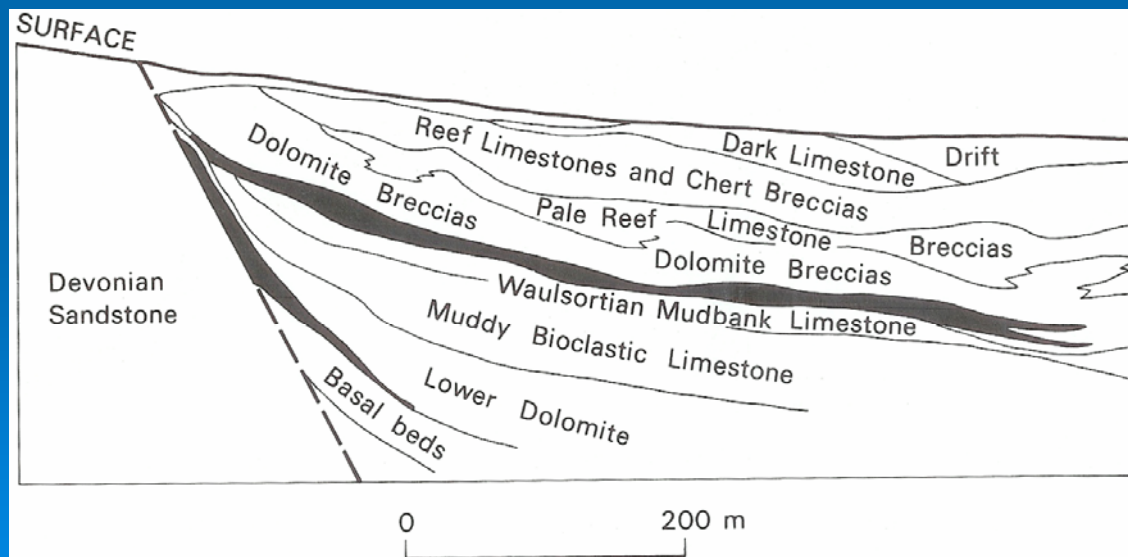 SURFACE
Reef Limestones and Chert Breccias
Dark Limestone
Drift
Dolomite Breccias
Pale Reef Limestone Breccias
Dolomite Breccias
Waulsortian Mudbank Limestone
Devonian
Sandstone
Muddy Bioclastic Limestone
Lower Dolomite
Basal beds
0 200 m